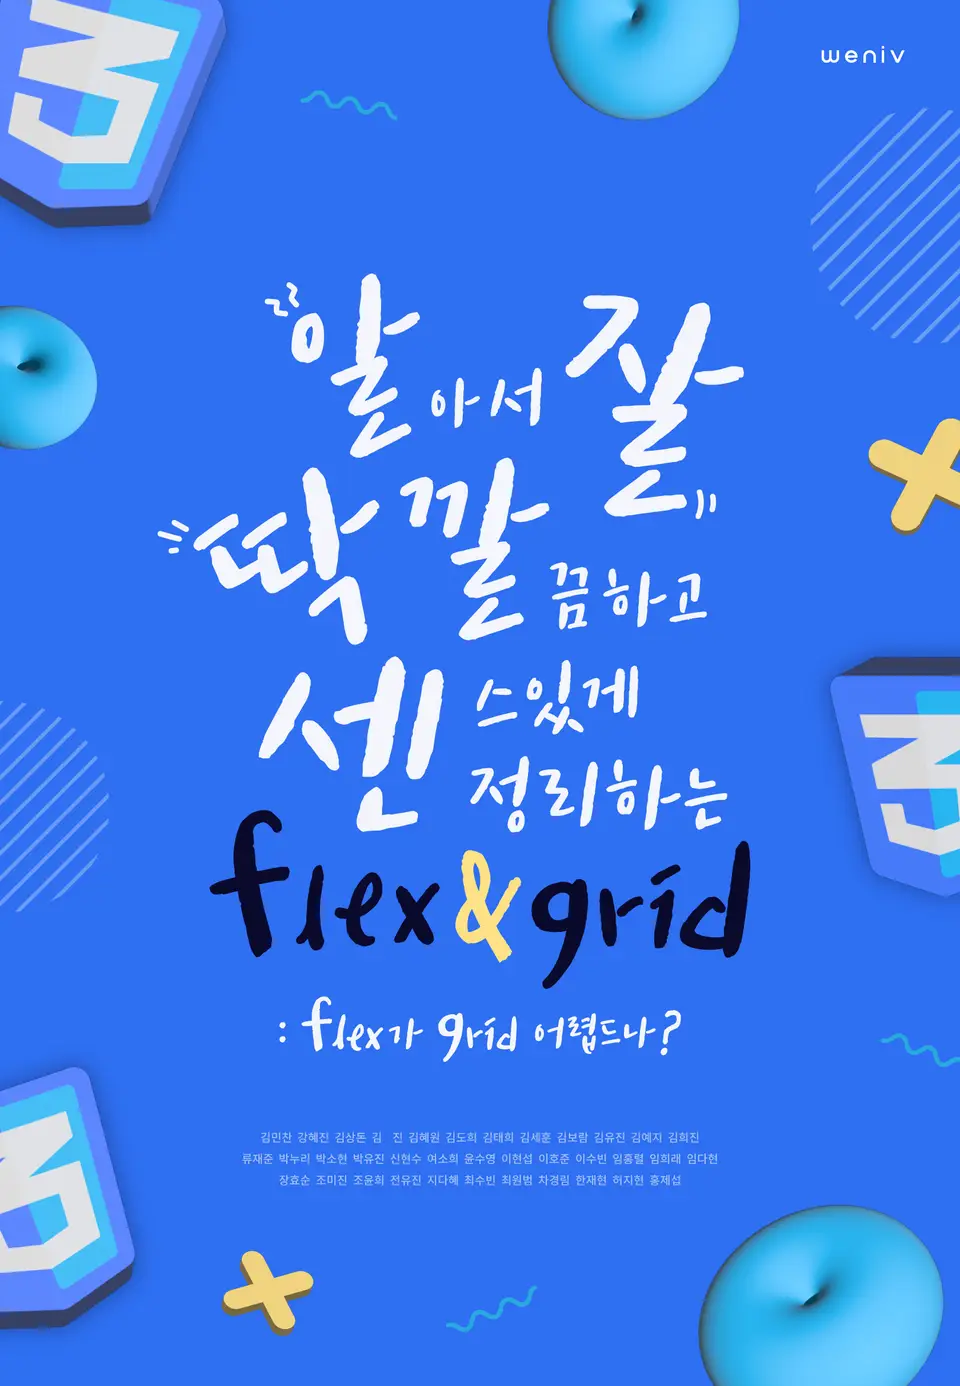 weniv
알아서 잘
딱 깔끔하고
센스있게
정리하는
flex&grid
: flex가 grid 어렵드나?
김민찬 강혜진 김상돈 김 진 김혜원 김도희 김태희 김세훈 김보람 김유진 김예지 김희진
류재준 박누리 박소현 박유진 신현수 여소희 윤수영 이현섭 이호준 이수빈 임홍렬 임희래 임다현
장효순 조미진 조윤희 전유진 지다혜 최수빈 최원범 차경림 한재현 허지현 홍제섭
3
3
3